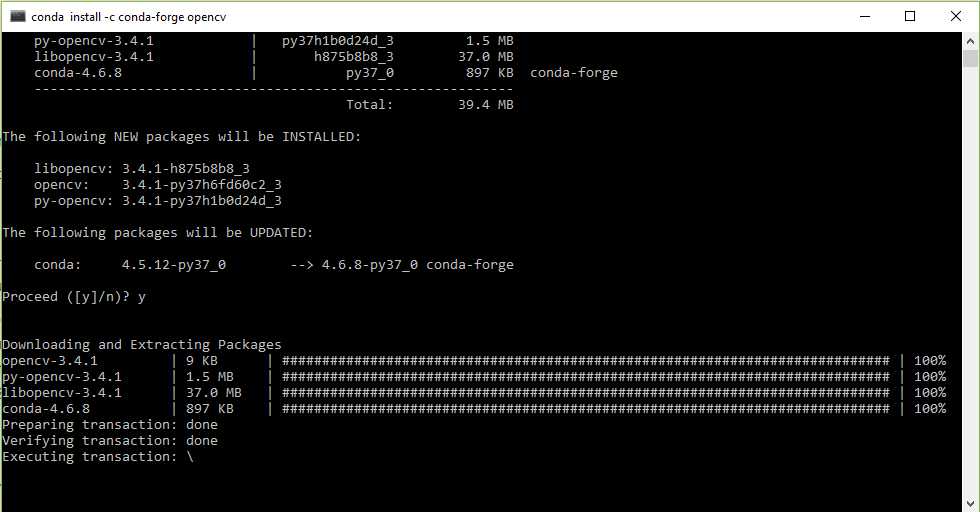 conda  install -c conda-forge opencv
py-opencv-3.4.1            |   py37h1b0d24d_3         1.5 MB
libopencv-3.4.1            |       h875b8b8_3        37.0 MB
conda-4.6.8                |           py37_0         897 KB  conda-forge
------------------------------------------------------------
Total:        39.4 MB
The following NEW packages will be INSTALLED:
libopencv: 3.4.1-h875b8b8_3
opencv:    3.4.1-py37h6fd60c2_3
py-opencv: 3.4.1-py37h1b0d24d_3
The following packages will be UPDATED:
conda:     4.5.12-py37_0        --> 4.6.8-py37_0 conda-forge
Proceed ([y]/n)? y
Downloading and Extracting Packages
opencv-3.4.1         | 9 KB      | ############################################################################ | 100%
py-opencv-3.4.1      | 1.5 MB    | ############################################################################ | 100%
libopencv-3.4.1      | 37.0 MB   | ############################################################################ | 100%
conda-4.6.8          | 897 KB    | ############################################################################ | 100%
Preparing transaction: done
Verifying transaction: done
Executing transaction: \